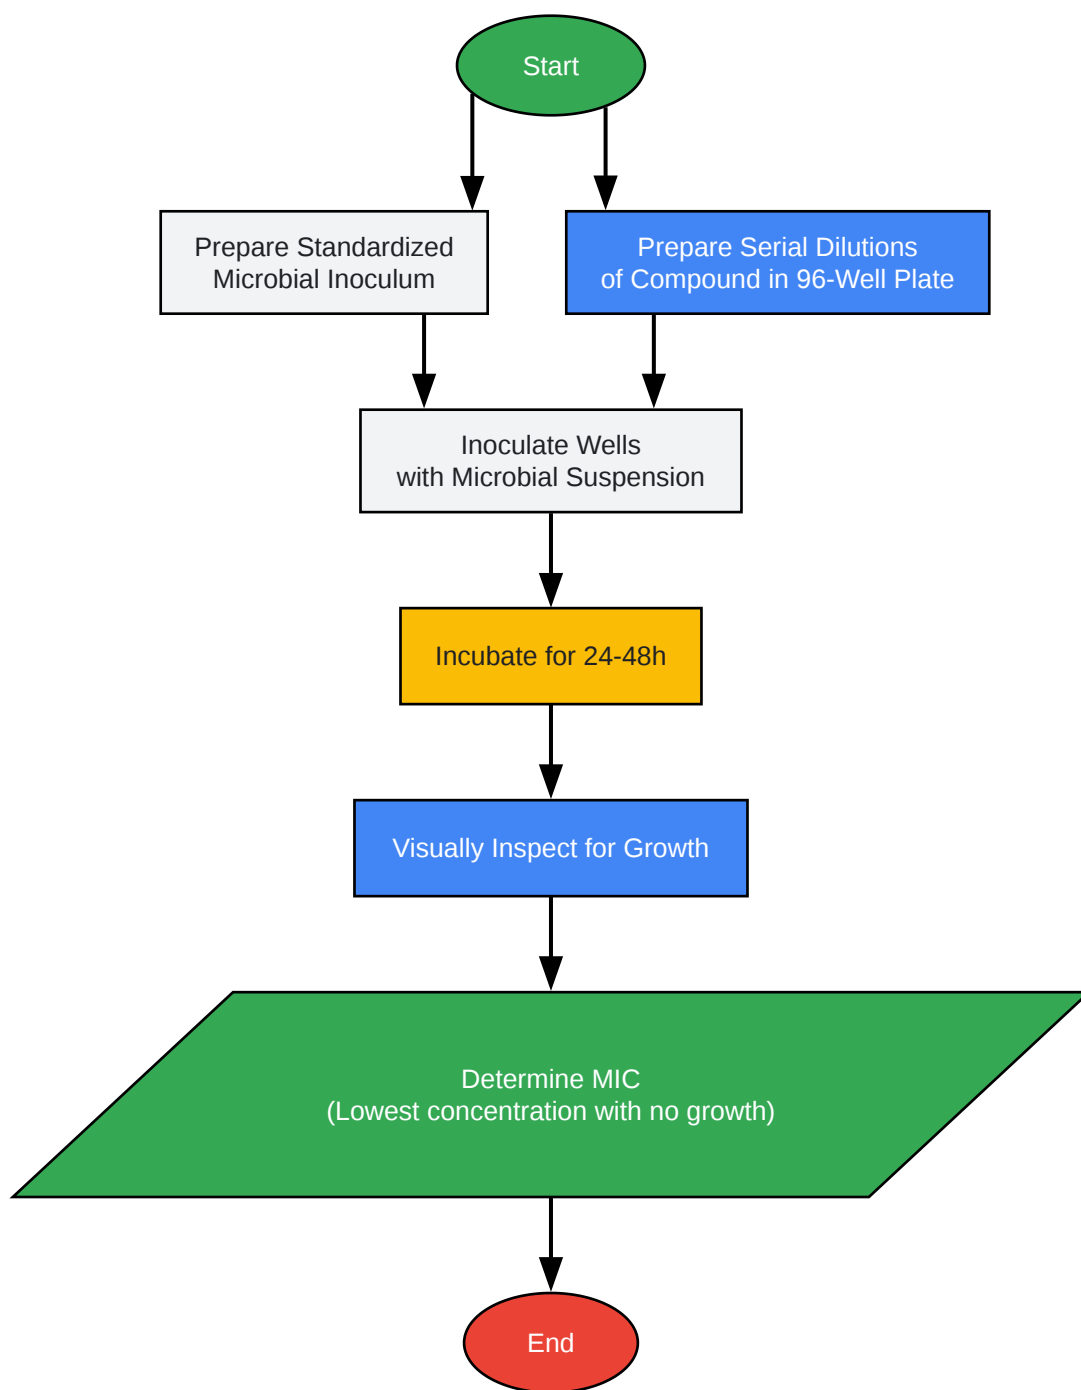 Start
Prepare Standardized
Microbial Inoculum
Prepare Serial Dilutions
of Compound in 96-Well Plate
Inoculate Wells
with Microbial Suspension
Incubate for 24-48h
Visually Inspect for Growth
Determine MIC
(Lowest concentration with no growth)
End